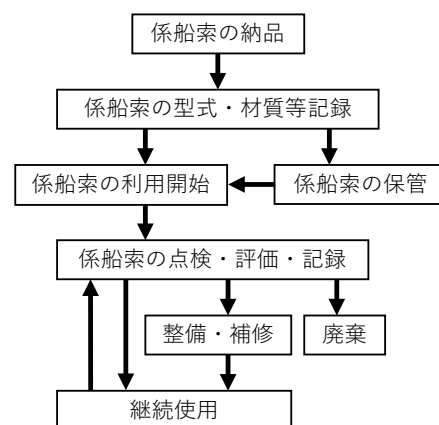 係船索の納品
係船索の型式・材質等記録
係船索の利用開始
係船索の保管
係船索の点検・評価・記録
整備・補修
廃棄
継続使用